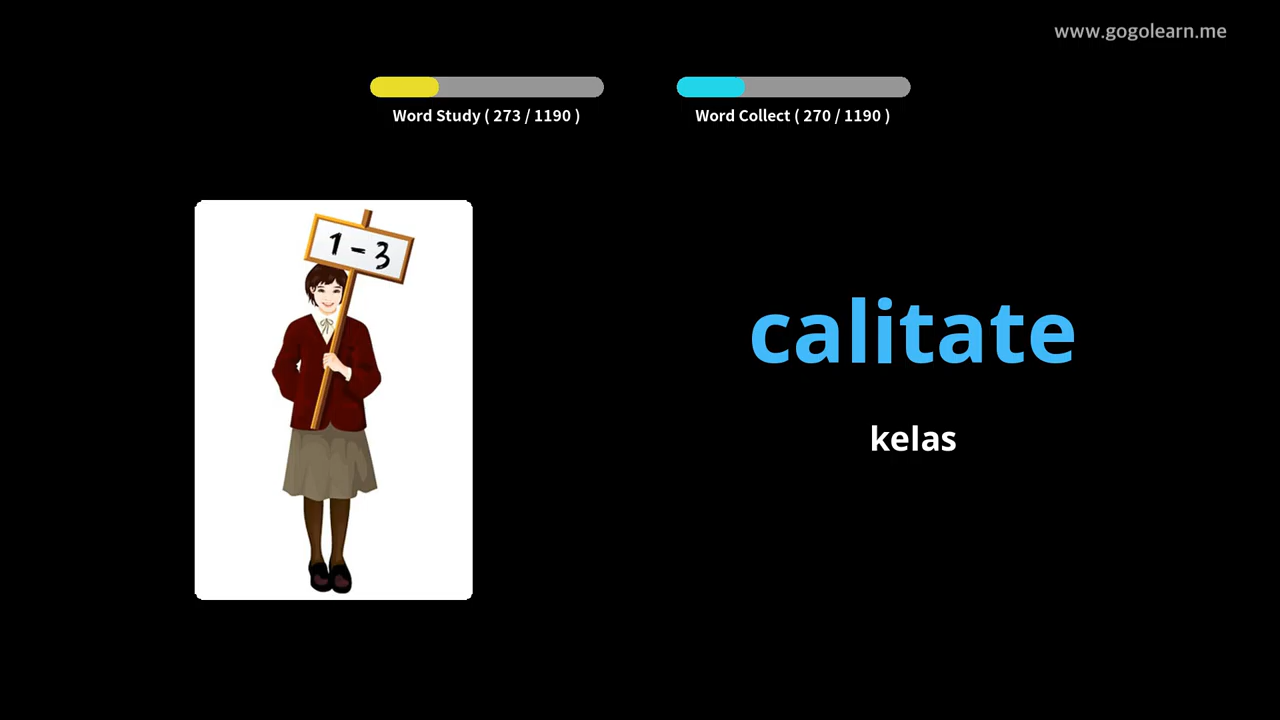 www.gogolearn.me
Word Study ( 273 / 1190 )
Word Collect ( 270 / 1190 )
1 - 3
calitate
kelas